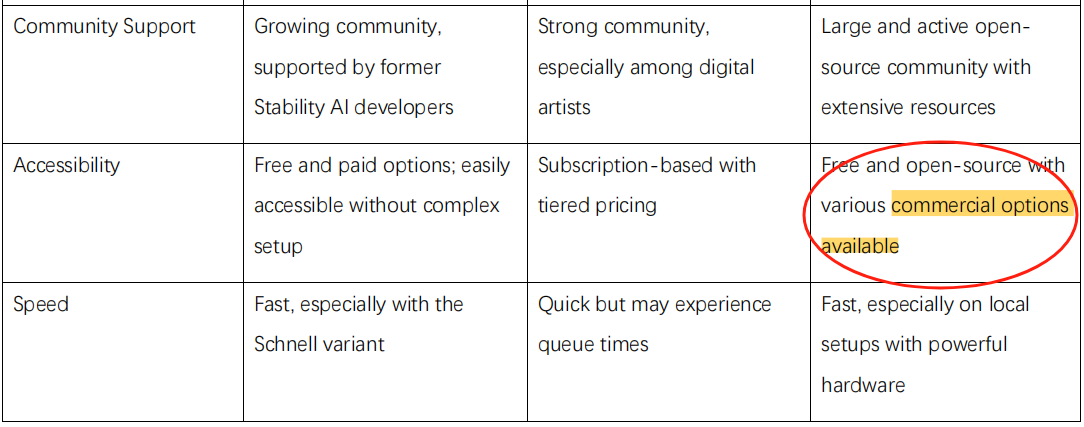 Community Support
Growing community,
supported by former
Stability AI developers
Strong community,
especially among digital
artists
Large and active open-
source community with
extensive resources
Accessibility
Free and paid options; easily
accessible without complex
setup
Subscription-based with
tiered pricing
Free and open-source with
various commercial options
available
Speed
Fast, especially with the
Schnell variant
Quick but may experience
queue times
Fast, especially on local
setups with powerful
hardware